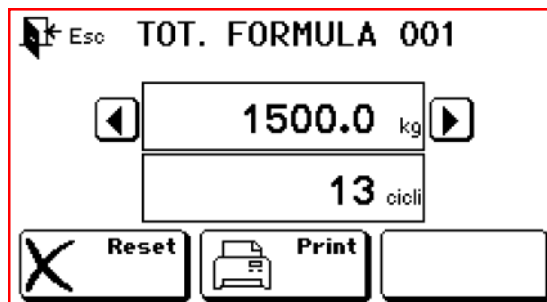 Esc TOT. FORMULA 001
1500.0 kg
13 cicli
Reset Print